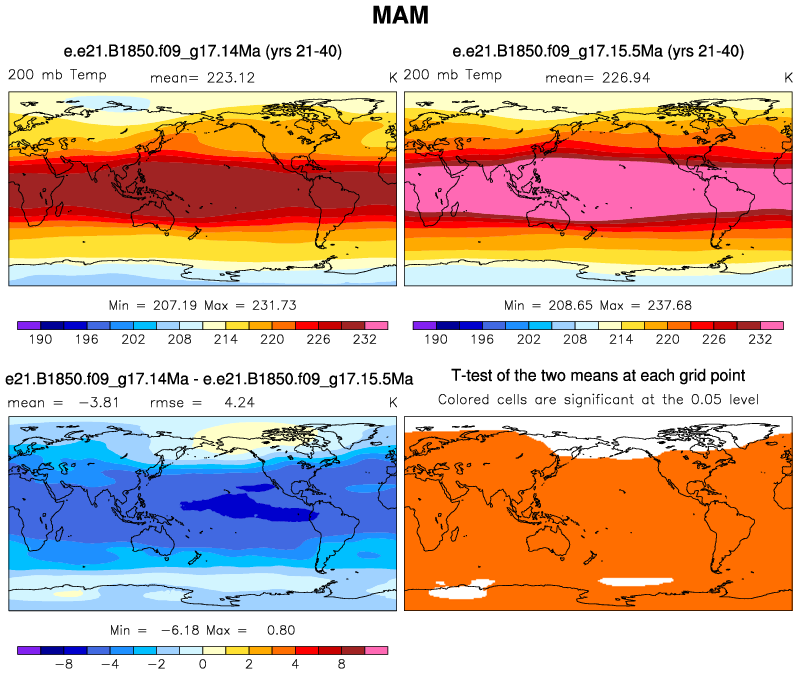 MAM
e.e21.B1850.f09_g17.14Ma (yrs 21-40)
200 mb Temp mean= 223.12 K
e.e21.B1850.f09_g17.15.5Ma (yrs 21-40)
200 mb Temp mean= 226.94 K
Min = 207.19 Max = 231.73
190 196 202 208 214 220 226 232
Min = 208.65 Max = 237.68
190 196 202 208 214 220 226 232
e21.B1850.f09_g17.14Ma - e.e21.B1850.f09_g17.15.5Ma
mean = -3.81 rmse = 4.24 K
T-test of the two means at each grid point
Colored cells are significant at the 0.05 level
Min = -6.18 Max = 0.80
-8 -4 -2 0 2 4 8